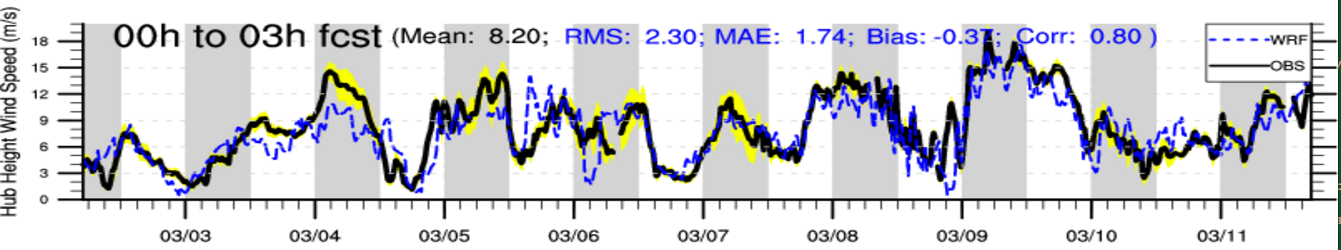 00h to 03h fcst (Mean: 8.20; RMS: 2.30; MAE: 1.74; Bias: -0.37; Corr: 0.80 )
Hub Height Wind Speed (m/s)
WRF
OBS
18
15
12
9
6
3
0
03/03 03/04 03/05 03/06 03/07 03/08 03/09 03/10 03/11